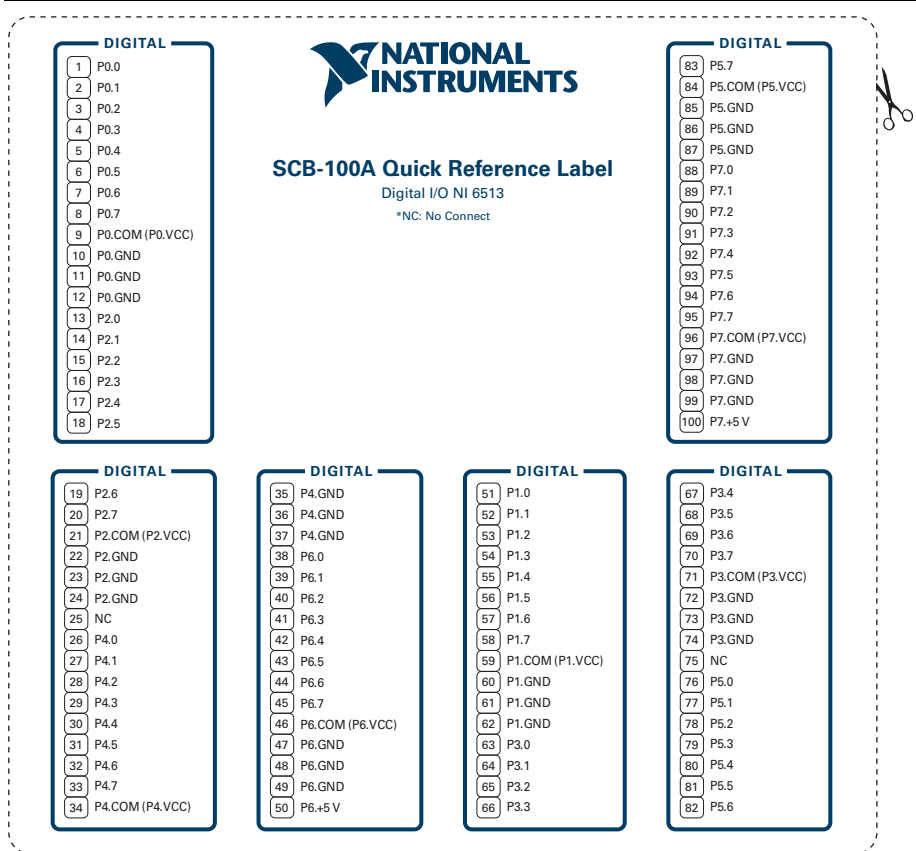 DIGITAL
1 P0.0
2 P0.1
3 P0.2
4 P0.3
5 P0.4
6 P0.5
7 P0.6
8 P0.7
9 P0.COM (P0.VCC)
10 P0.GND
11 P0.GND
12 P0.GND
13 P2.0
14 P2.1
15 P2.2
16 P2.3
17 P2.4
18 P2.5
NATIONAL
INSTRUMENTS
SCB-100A Quick Reference Label
Digital I/O NI 6513
*NC: No Connect
DIGITAL
83 P5.7
84 P5.COM (P5.VCC)
85 P5.GND
86 P5.GND
87 P5.GND
88 P7.0
89 P7.1
90 P7.2
91 P7.3
92 P7.4
93 P7.5
94 P7.6
95 P7.7
96 P7.COM (P7.VCC)
97 P7.GND
98 P7.GND
99 P7.GND
100 P7.+5 V
DIGITAL
19 P2.6
20 P2.7
21 P2.COM (P2.VCC)
22 P2.GND
23 P2.GND
24 P2.GND
25 NC
26 P4.0
27 P4.1
28 P4.2
29 P4.3
30 P4.4
31 P4.5
32 P4.6
33 P4.7
34 P4.COM (P4.VCC)
DIGITAL
35 P4.GND
36 P4.GND
37 P4.GND
38 P6.0
39 P6.1
40 P6.2
41 P6.3
42 P6.4
43 P6.5
44 P6.6
45 P6.7
46 P6.COM (P6.VCC)
47 P6.GND
48 P6.GND
49 P6.GND
50 P6.+5 V
DIGITAL
51 P1.0
52 P1.1
53 P1.2
54 P1.3
55 P1.4
56 P1.5
57 P1.6
58 P1.7
59 P1.COM (P1.VCC)
60 P1.GND
61 P1.GND
62 P1.GND
63 P3.0
64 P3.1
65 P3.2
66 P3.3
DIGITAL
67 P3.4
68 P3.5
69 P3.6
70 P3.7
71 P3.COM (P3.VCC)
72 P3.GND
73 P3.GND
74 P3.GND
75 NC
76 P5.0
77 P5.1
78 P5.2
79 P5.3
80 P5.4
81 P5.5
82 P5.6